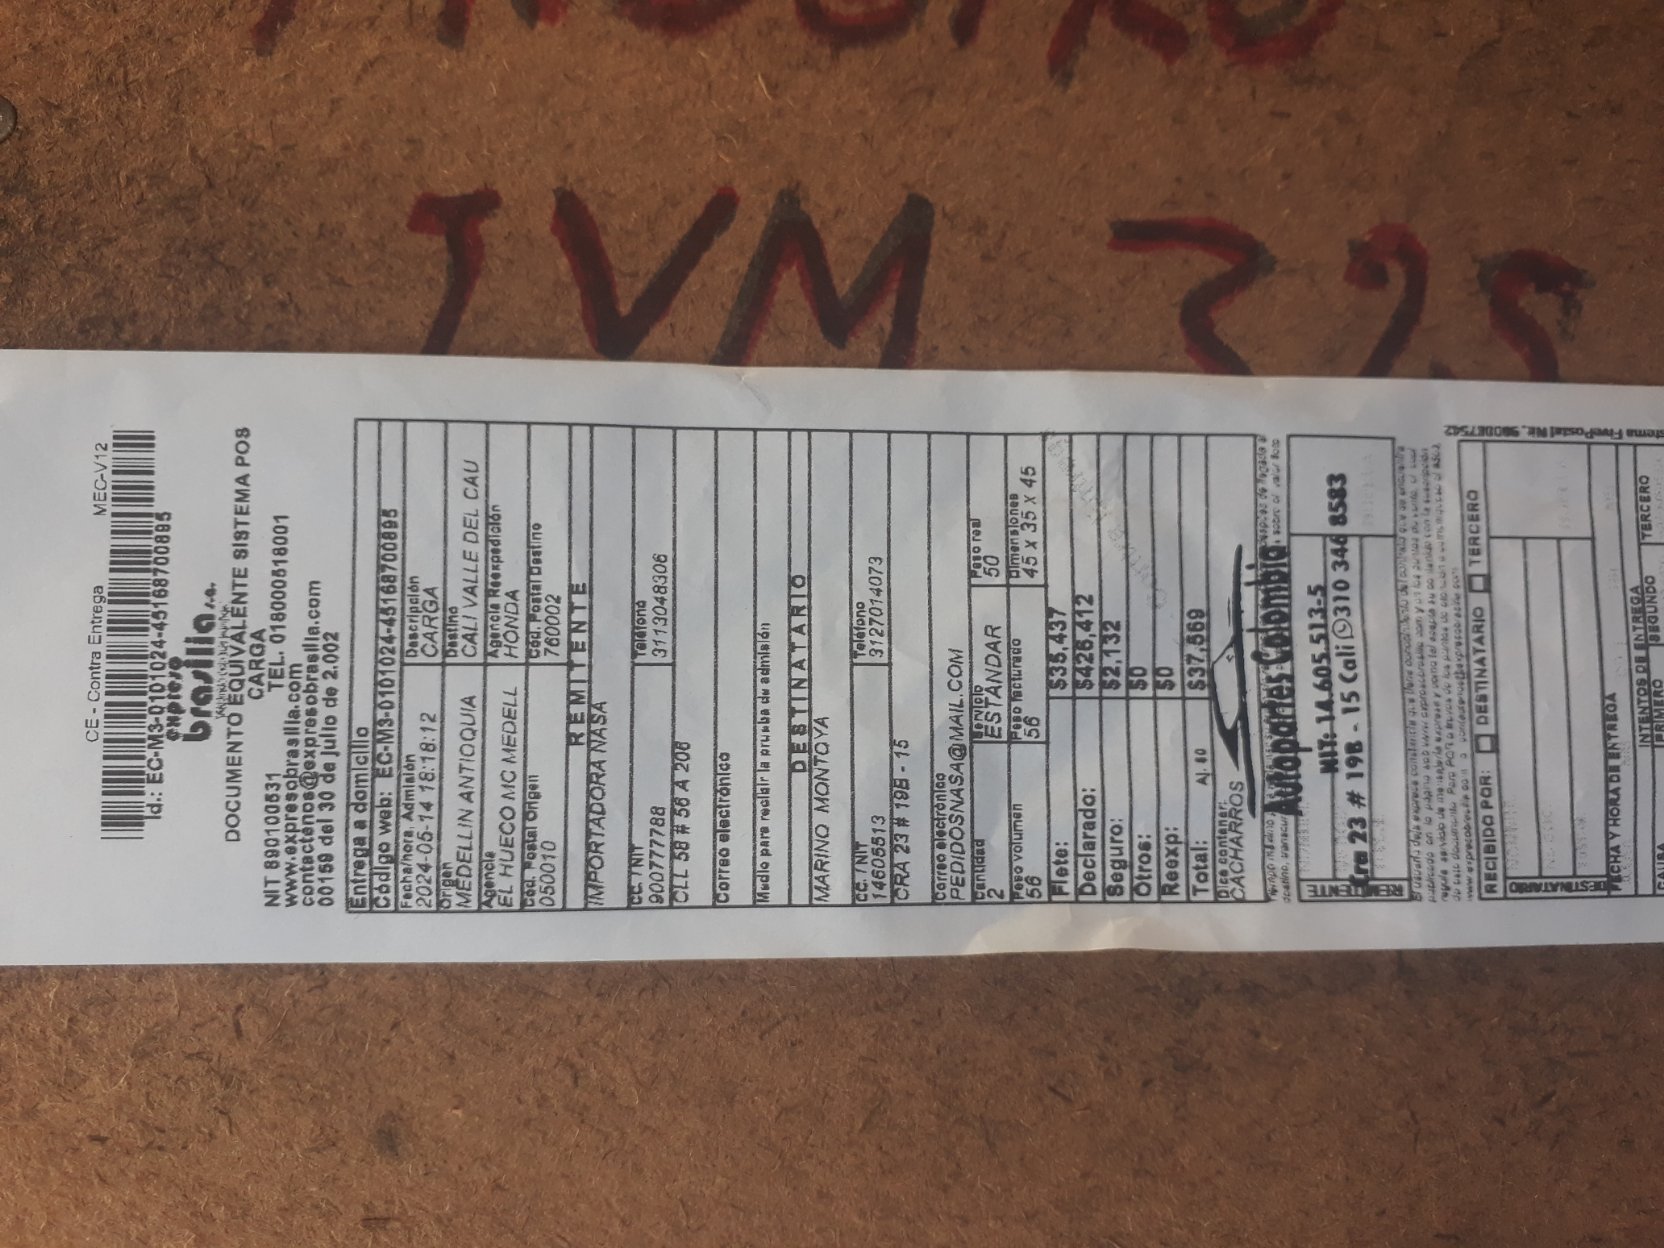 TVM 395
CE - Contra Entrega MEC-V12
Id.: EC-M3-0101024-45168700895
expreso
brasilia s.a.
DOCUMENTO EQUIVALENTE SISTEMA POS
CARGA
NIT 890100531 TEL. 018000518001
www.expresobrasilia.com
contactenos@expresobrasilia.com
00159 del 30 de julio de 2.002
Entrega a domicilio
Código web: EC-M3-0101024-45168700895
Fecha/hora Admisión Descripción
2024-05-14 18:18:12 CARGA
Origen Destino
MEDELLIN ANTIOQUIA CALI VALLE DEL CAU
Agencia Agencia Reexpedición
EL HUECO MC MEDELL HONDA
Cod. Postal Origen Cód. Postal Destino
050010 760002
REMITENTE
IMPORTADORA NASA
CC. / NIT Teléfono
900777788 3113048306
CLL 58 # 56 A 206
Correo electrónico
Medio para recibir la prueba de admisión
DESTINATARIO
MARINO MONTOYA
CC. / NIT Teléfono
14605513 3127014073
CRA 23 # 19B - 15
Correo electrónico
PEDIDOSNASA@MAIL.COM
Cantidad Servicio Peso real
2 ESTÁNDAR 50
Peso volumen Peso facturado Dimensiones
56 56 45 X 35 X 45
Flete: $35,437
Declarado: $426,412
Seguro: $2,132
Otros: $0
Reexp: $0
Total: Aj. 80 $37,569
Dice contener:
CACHARROS
Autopartes Colombia
NIT: 14.605.513-5
Cra 23 # 19B - 15 Cali 310 346 8583
RECIBIDO POR: DESTINATARIO TERCERO
DESTINATARIO
FECHA Y HORA DE ENTREGA
INTENTOS DE ENTREGA
CAUSA PRIMERO SEGUNDO TERCERO